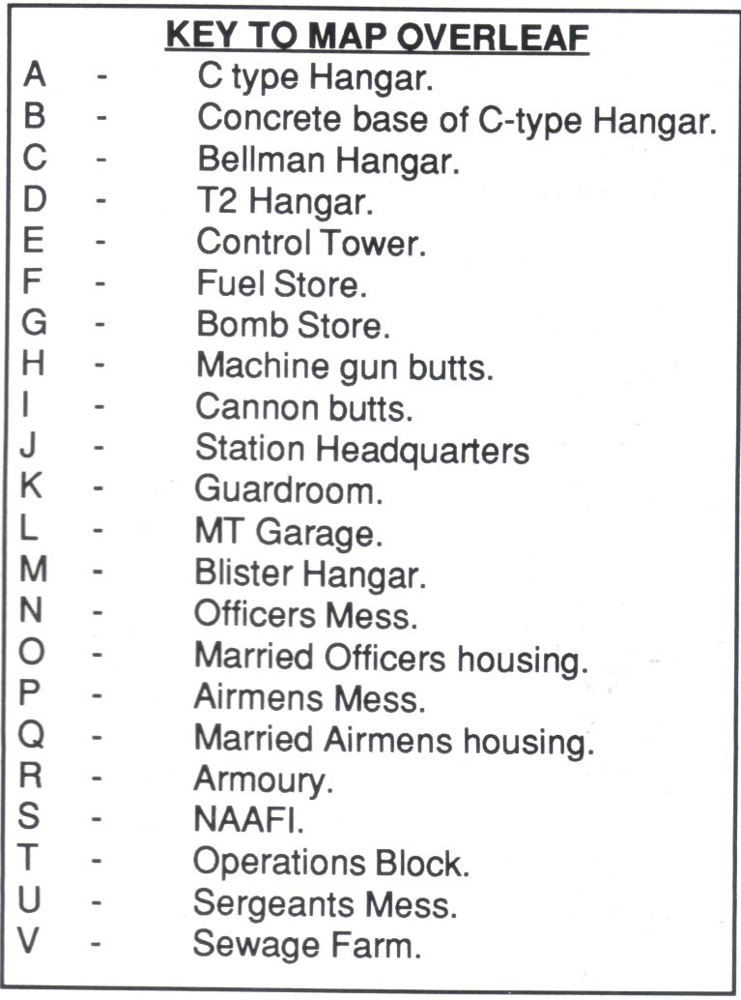 KEY TO MAP OVERLEAF
A - C type Hangar.
B - Concrete base of C-type Hangar.
C - Bellman Hangar.
D - T2 Hangar.
E - Control Tower.
F - Fuel Store.
G - Bomb Store.
H - Machine gun butts.
I - Cannon butts.
J - Station Headquarters
K - Guardroom.
L - MT Garage.
M - Blister Hangar.
N - Officers Mess.
O - Married Officers housing.
P - Airmens Mess.
Q - Married Airmens housing.
R - Armoury.
S - NAAFI.
T - Operations Block.
U - Sergeants Mess.
V - Sewage Farm.